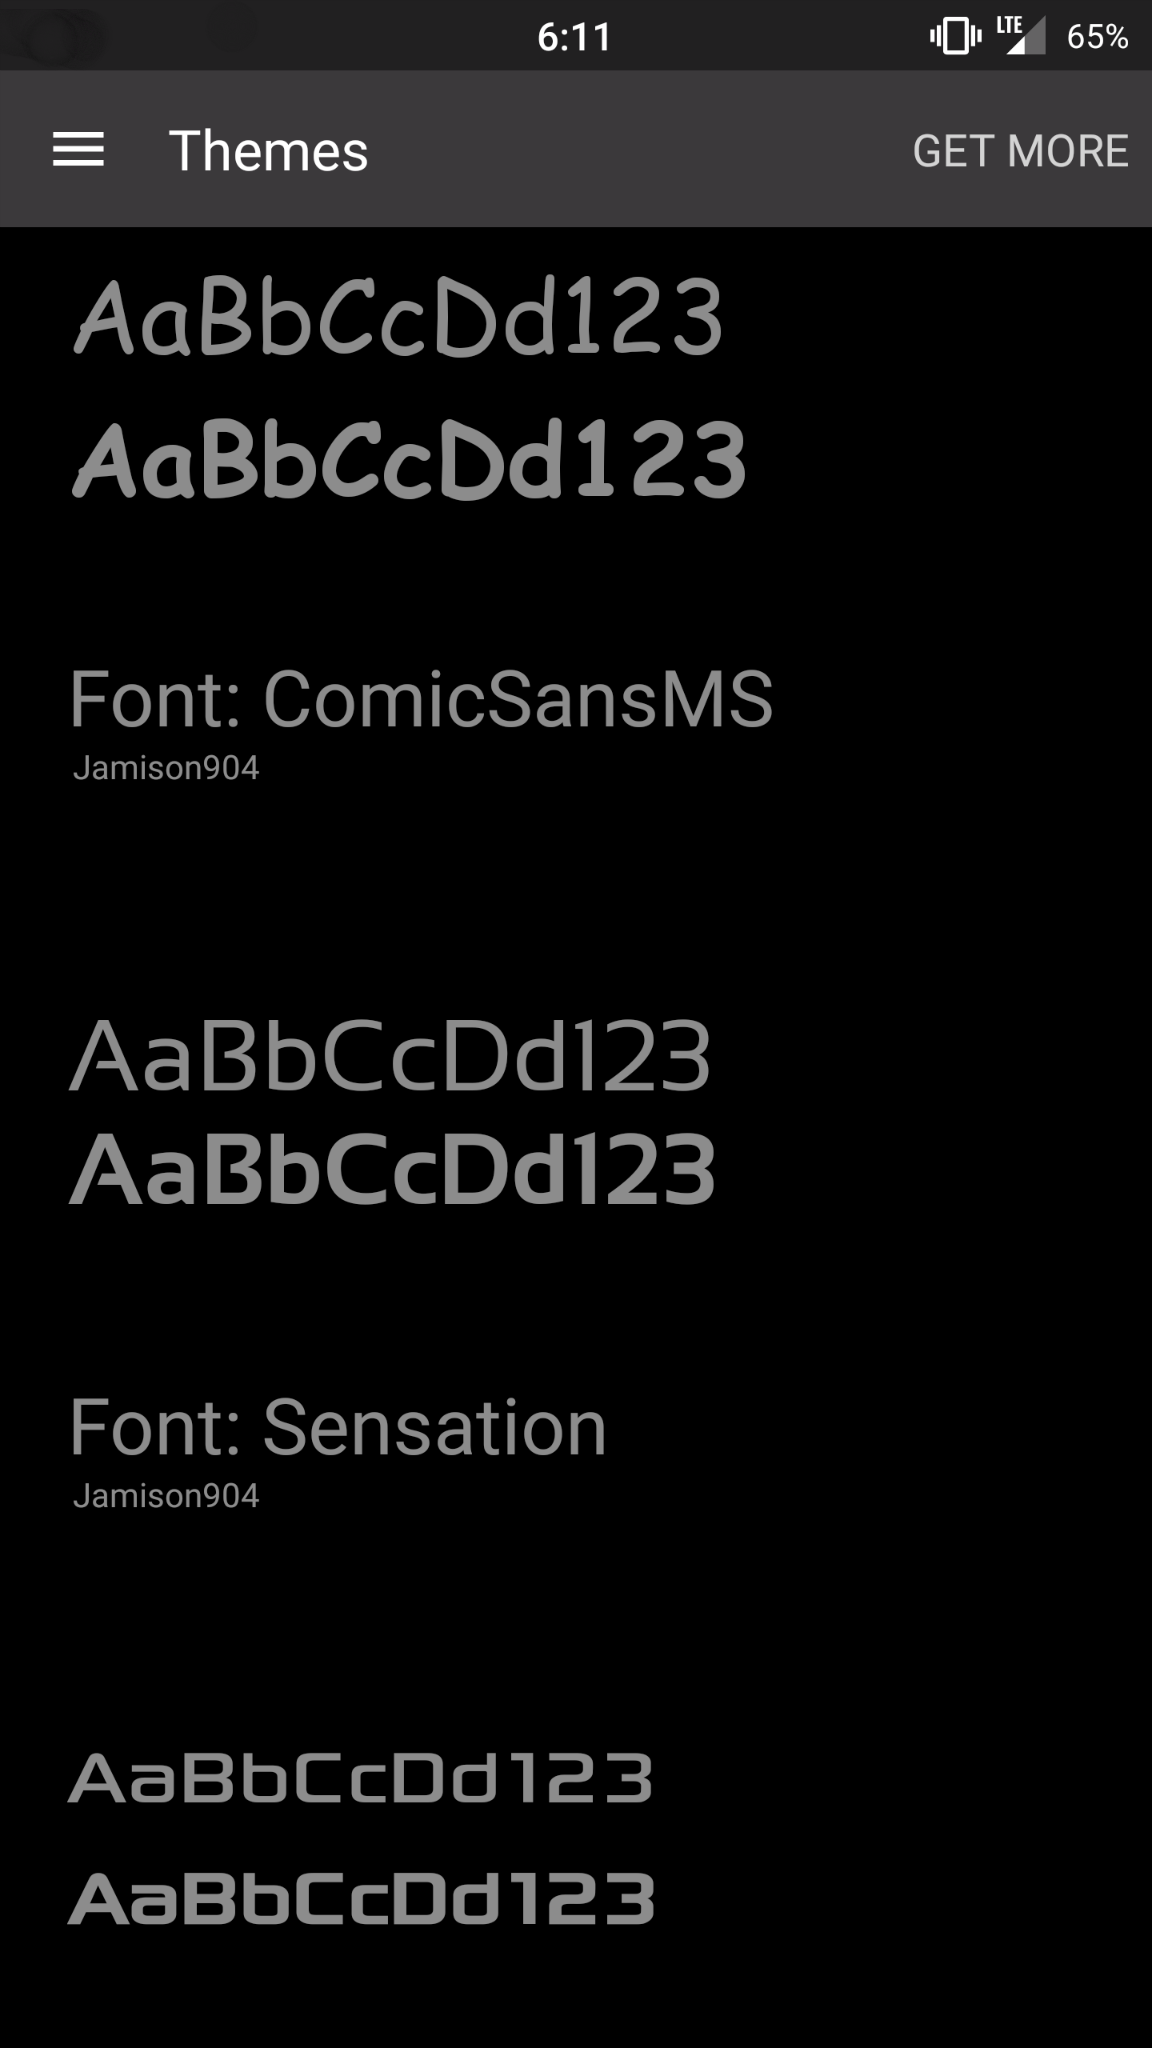 6:11 LTE 65%
Themes GET MORE
AaBbCcDd123
AaBbCcDd123
Font: ComicSansMS
Jamison904
AaBbCcDd123
AaBbCcDd123
Font: Sensation
Jamison904
AaBbCcDd123
AaBbCcDd123